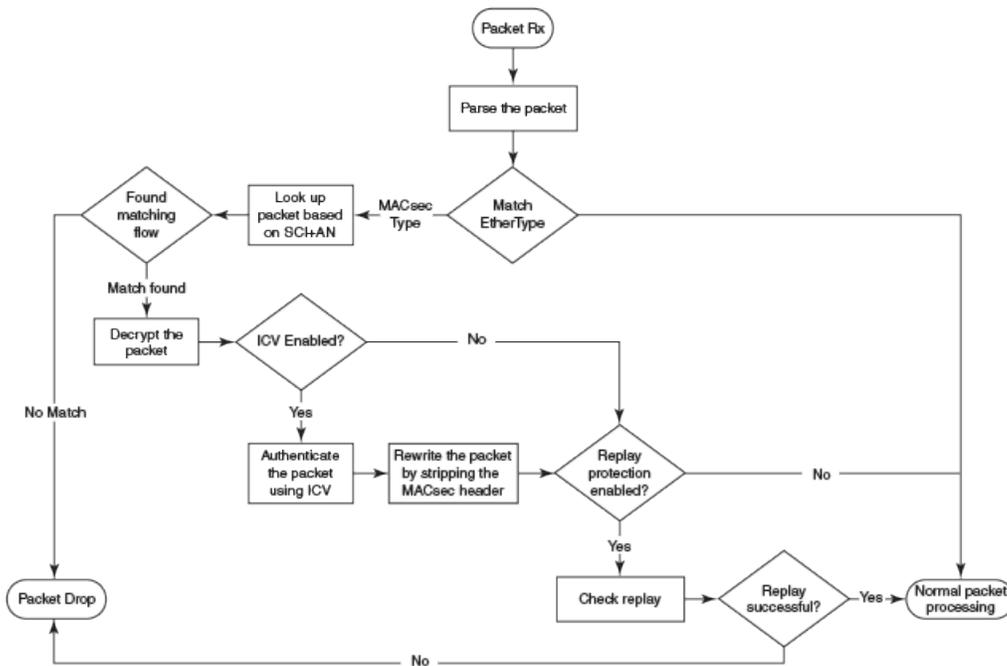 Packet Rx
Parse the packet
Match
EtherType
MACsec
Type
Look up
packet based
on SCI+AN
Found
matching
flow
Match found
Decrypt the
packet
ICV Enabled?
No
No Match
Yes
Authenticate
the packet
using ICV
Rewrite the packet
by stripping the
MACsec header
Replay
protection
enabled?
No
Yes
Packet Drop
Check replay
Replay
successful?
Yes
Normal packet
processing
No